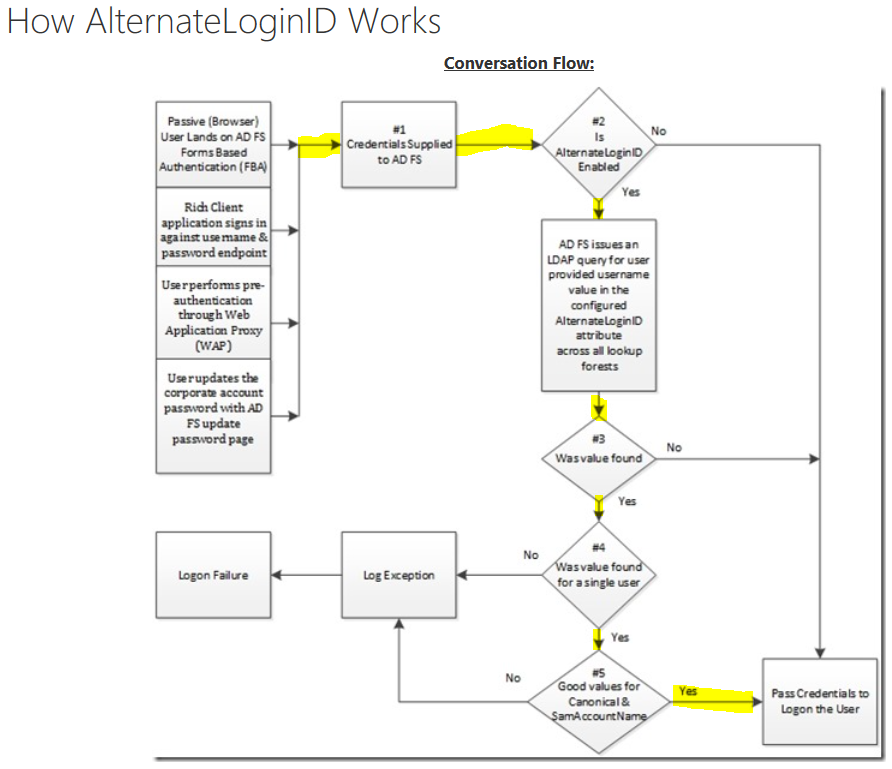 How AlternateLoginID Works
Conversation Flow:
Passive (Browser)
User Lands on AD FS
Forms Based
Authentication (FBA)
Rich Client
application signs in
against username &
password endpoint
User performs pre-
authentication
through Web
Application Proxy
(WAP)
User updates the
corporate account
password with AD
FS update
password page
#1
Credentials Supplied
to AD FS
#2
Is
AlternateLoginID
Enabled
No
Yes
AD FS issues an
LDAP query for user
provided username
value in the
configured
AlternateLoginID
attribute
across all lookup
forests
#3
Was value found
No
Yes
#4
Was value found
for a single user
No
Log Exception
Logon Failure
Yes
#5
Good values for
Canonical &
SamAccountName
No
Yes
Pass Credentials to
Logon the User